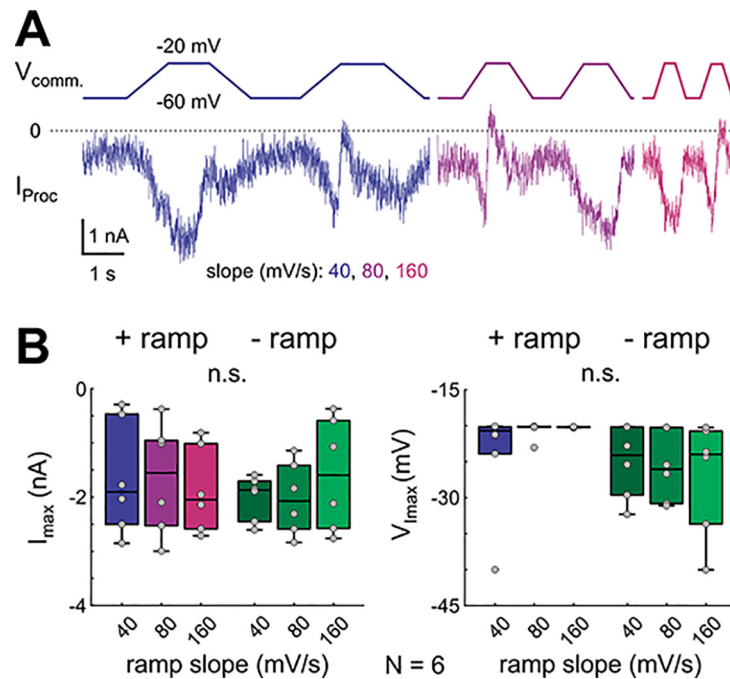 A
-20 mV
V_comm.
-60 mV
0
I_Proc
1 nA
1 s
slope (mV/s): 40, 80, 160
B
+ ramp - ramp
n.s.
I_max (nA)
0
-2
-4
40 80 160 40 80 160
ramp slope (mV/s)
N = 6
+ ramp - ramp
n.s.
V_Imax (mV)
-15
-30
-45
40 80 160 40 80 160
ramp slope (mV/s)